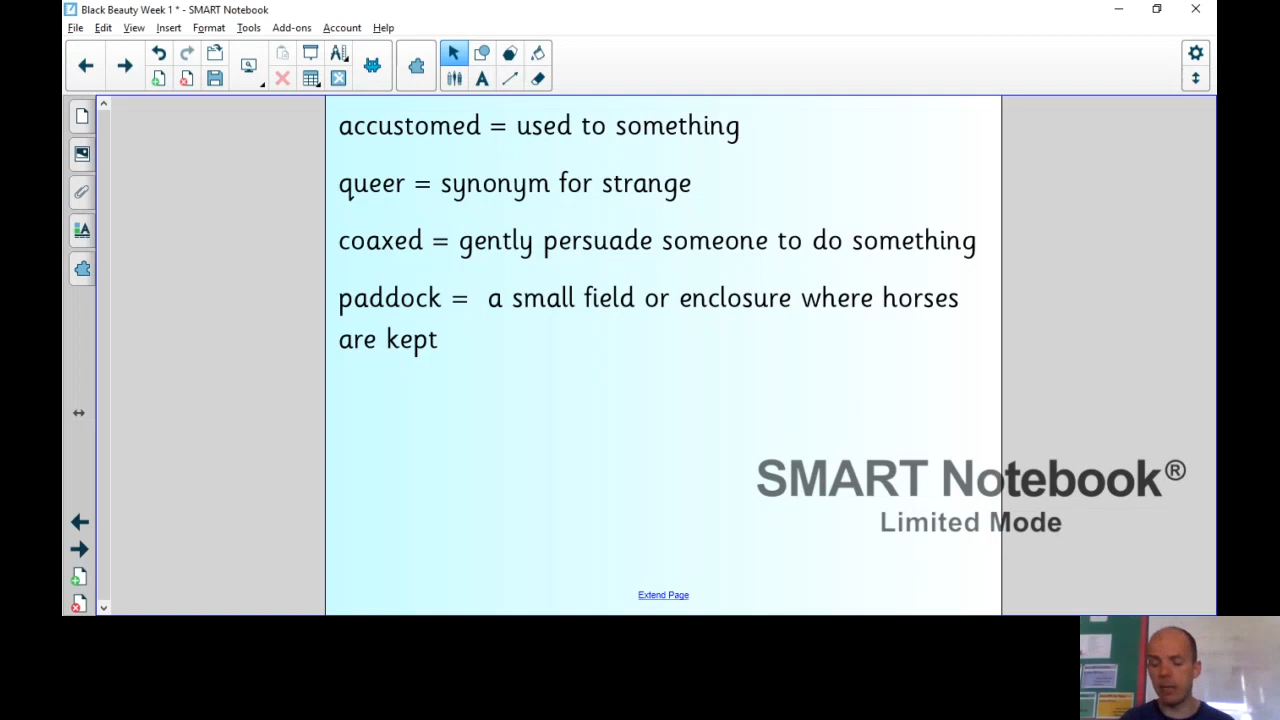 Black Beauty Week 1 * - SMART Notebook
File Edit View Insert Format Tools Add-ons Account Help
accustomed = used to something
queer = synonym for strange
coaxed = gently persuade someone to do something
paddock = a small field or enclosure where horses
are kept
SMART Notebook®
Limited Mode
Extend Page